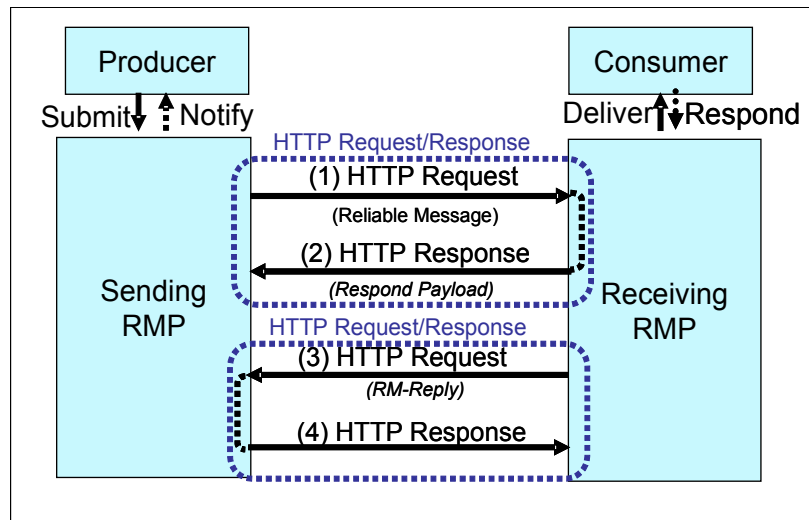 Producer
Consumer
Submit
Notify
Deliver
Respond
HTTP Request/Response
(1) HTTP Request
(Reliable Message)
(2) HTTP Response
(Respond Payload)
Sending
RMP
Receiving
RMP
HTTP Request/Response
(3) HTTP Request
(RM-Reply)
(4) HTTP Response